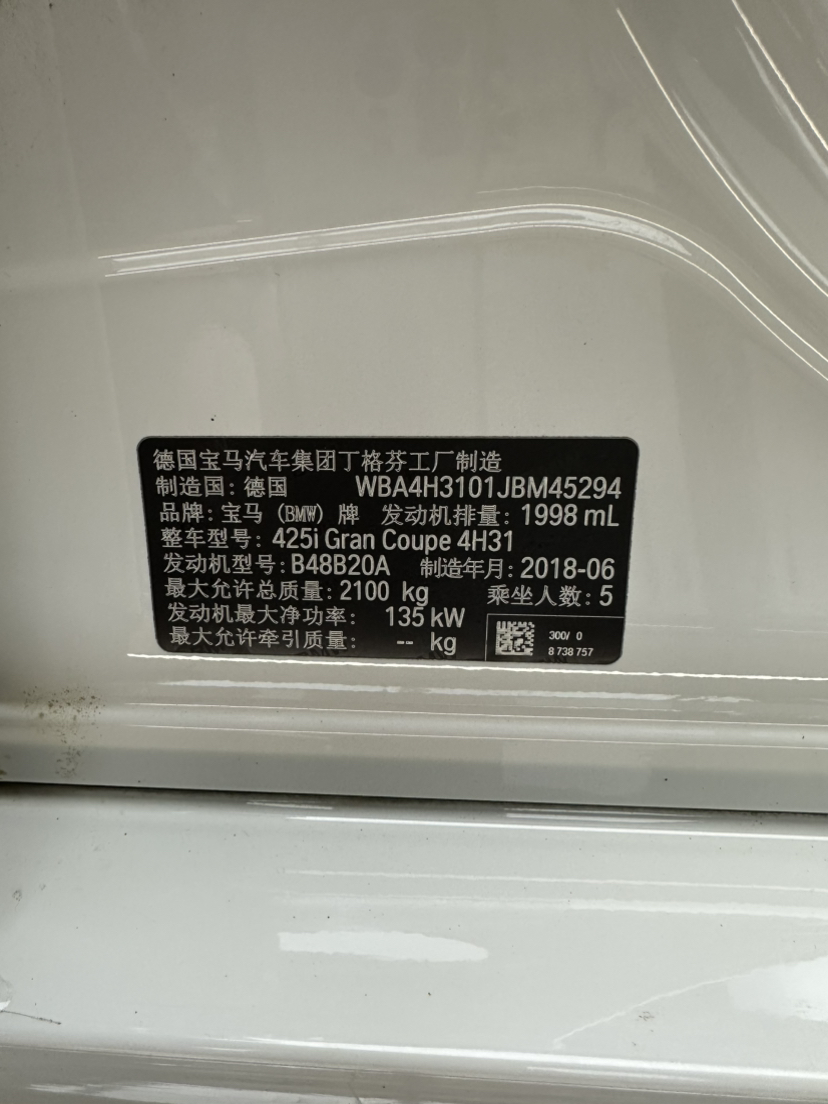 德国宝马汽车集团丁格芬工厂制造
制造国：德国 WBA4H3101JBM45294
品牌：宝马（BMW）牌 发动机排量：1998 mL
整车型号：425i Gran Coupe 4H31
发动机型号：B48B20A 制造年月：2018-06
最大允许总质量：2100 kg 乘坐人数：5
发动机最大净功率： 135 kW
最大允许牵引质量： -- kg
300/ 0
8 738 757